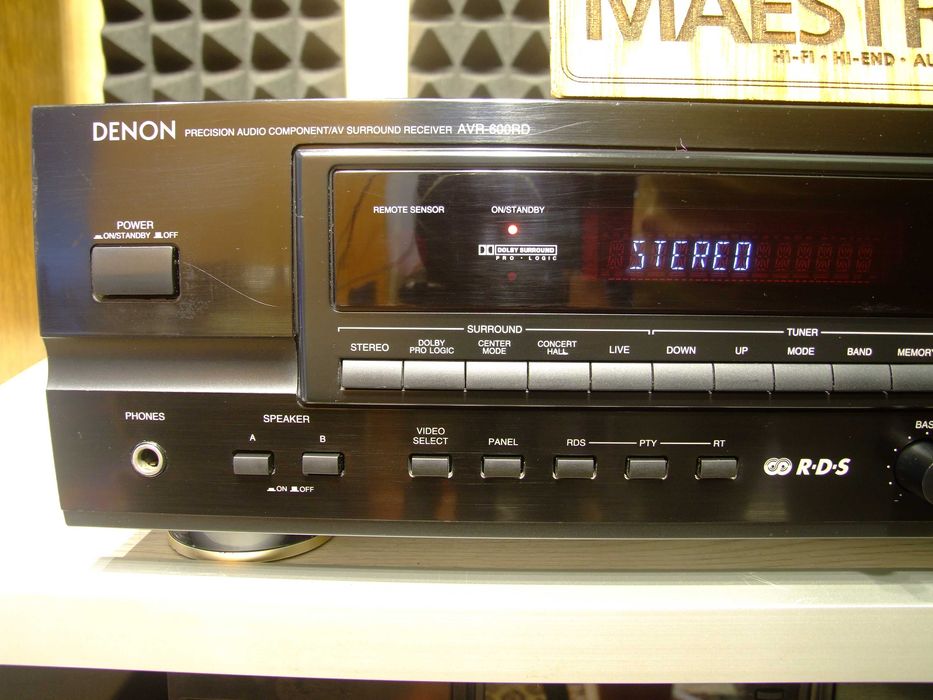 MAESTR
HI-FI • HI-END • AU
DENON PRECISION AUDIO COMPONENT/AV SURROUND RECEIVER AVR-600RD
POWER
ON/STANDBY OFF
REMOTE SENSOR
ON/STANDBY
DOLBY SURROUND
PRO • LOGIC
STEREO
SURROUND
TUNER
STEREO
DOLBY
PRO LOGIC
CENTER
MODE
CONCERT
HALL
LIVE
DOWN
UP
MODE
BAND
MEMORY
PHONES
SPEAKER
A
B
ON OFF
VIDEO
SELECT
PANEL
RDS
PTY
RT
R•D•S
BAS